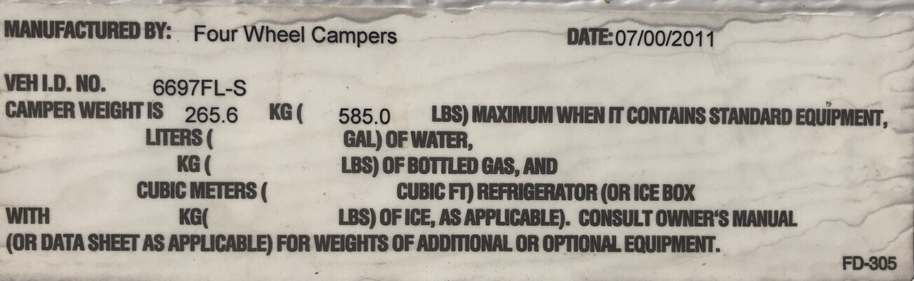 MANUFACTURED BY: Four Wheel Campers DATE: 07/00/2011
VEH I.D. NO. 6697FL-S
CAMPER WEIGHT IS 265.6 KG ( 585.0 LBS) MAXIMUM WHEN IT CONTAINS STANDARD EQUIPMENT,
LITERS ( GAL) OF WATER,
KG ( LBS) OF BOTTLED GAS, AND
CUBIC METERS ( CUBIC FT) REFRIGERATOR (OR ICE BOX
WITH KG( LBS) OF ICE, AS APPLICABLE). CONSULT OWNER'S MANUAL
(OR DATA SHEET AS APPLICABLE) FOR WEIGHTS OF ADDITIONAL OR OPTIONAL EQUIPMENT.
FD-305